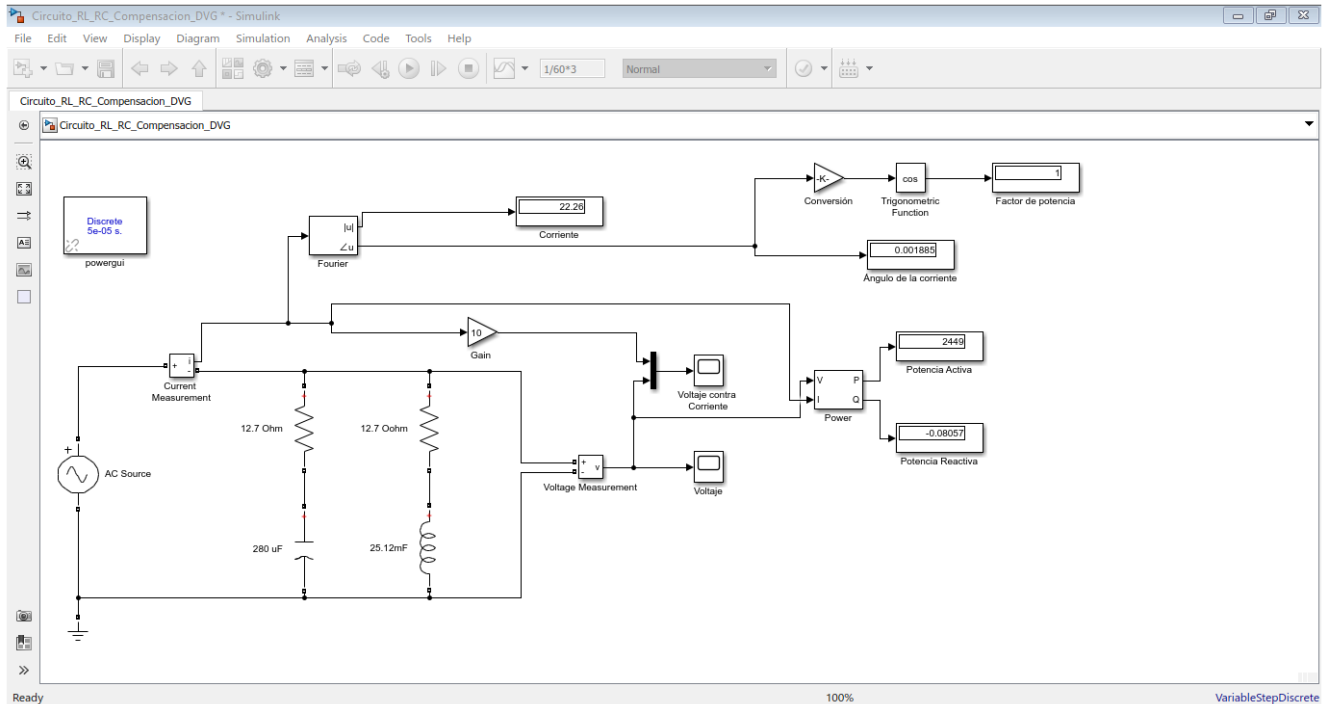 Circuito_RL_RC_Compensacion_DVG * - Simulink
File Edit View Display Diagram Simulation Analysis Code Tools Help
1/60*3 Normal
Circuito_RL_RC_Compensacion_DVG
Circuito_RL_RC_Compensacion_DVG
Discrete
5e-05 s.
powergui
|u|
∠u
Fourier
22.26
Corriente
-K-
Conversión
cos
Trigonometric
Function
1
Factor de potencia
0.001885
Ángulo de la corriente
10
Gain
+ i
-
Current
Measurement
Voltaje contra
Corriente
V P
I Q
Power
2449
Potencia Activa
-0.08057
Potencia Reactiva
12.7 Ohm
12.7 Oohm
+
AC Source
+
- v
Voltage Measurement
Voltaje
280 uF
25.12mF
Ready 100% VariableStepDiscrete